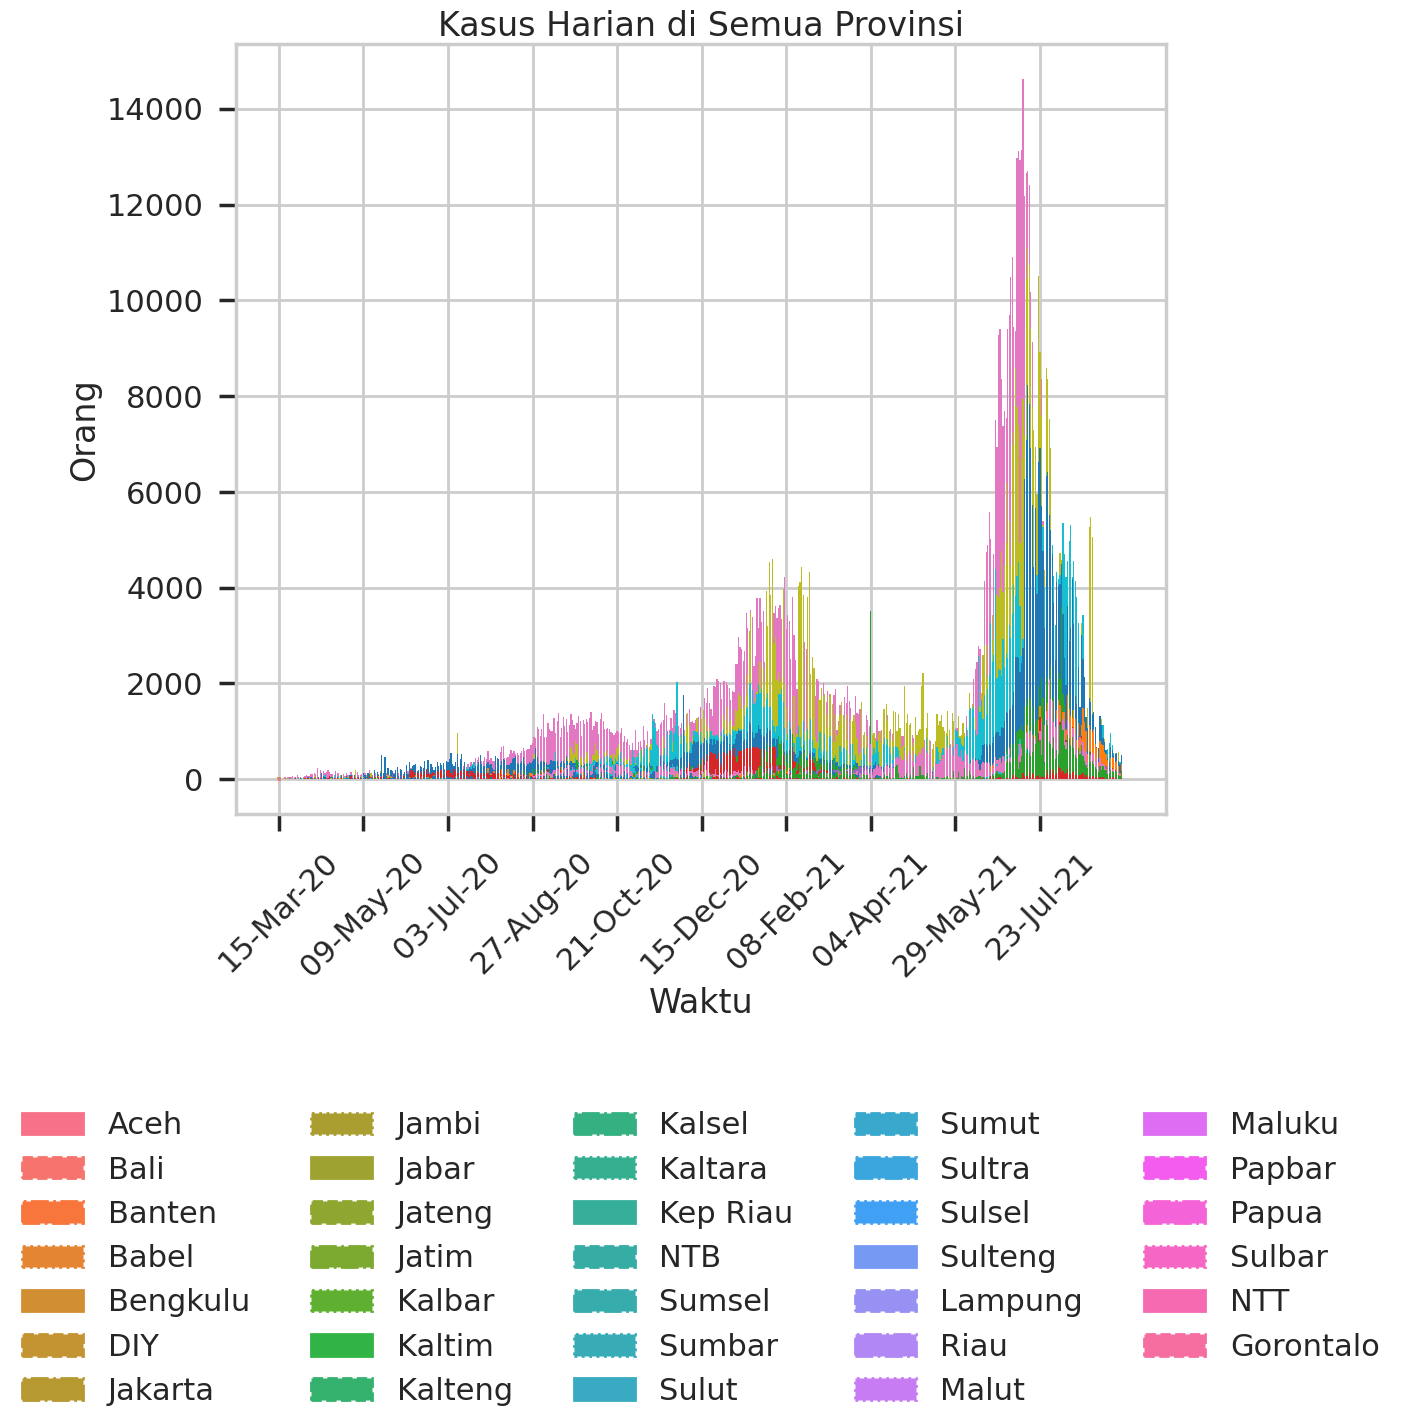 Kasus Harian di Semua Provinsi
14000
12000
10000
8000
6000
4000
2000
0
Orang
15-Mar-20
09-May-20
03-Jul-20
27-Aug-20
21-Oct-20
15-Dec-20
08-Feb-21
04-Apr-21
29-May-21
23-Jul-21
Waktu
Aceh
Bali
Banten
Babel
Bengkulu
DIY
Jakarta
Jambi
Jabar
Jateng
Jatim
Kalbar
Kaltim
Kalteng
Kalsel
Kaltara
Kep Riau
NTB
Sumsel
Sumbar
Sulut
Sumut
Sultra
Sulsel
Sulteng
Lampung
Riau
Malut
Maluku
Papbar
Papua
Sulbar
NTT
Gorontalo